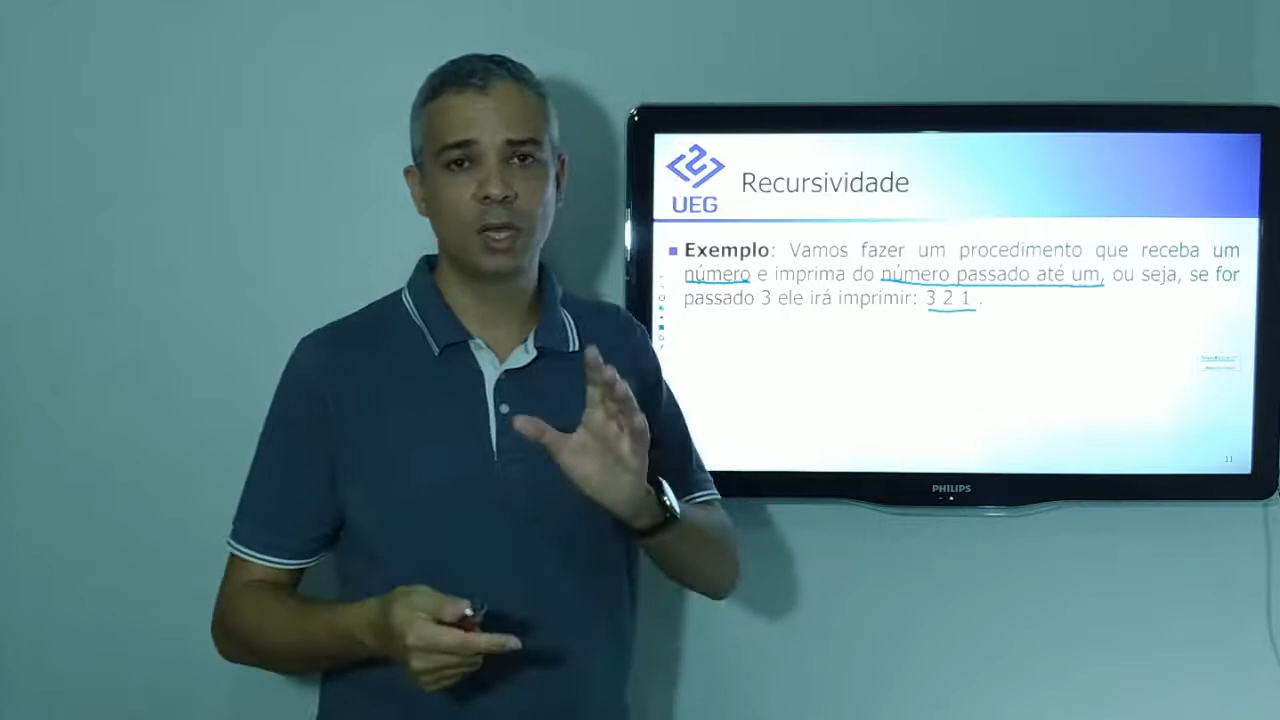 UEG
Recursividade
Exemplo: Vamos fazer um procedimento que receba um
número e imprima do número passado até um, ou seja, se for
passado 3 ele irá imprimir: 3 2 1 .
11
PHILIPS